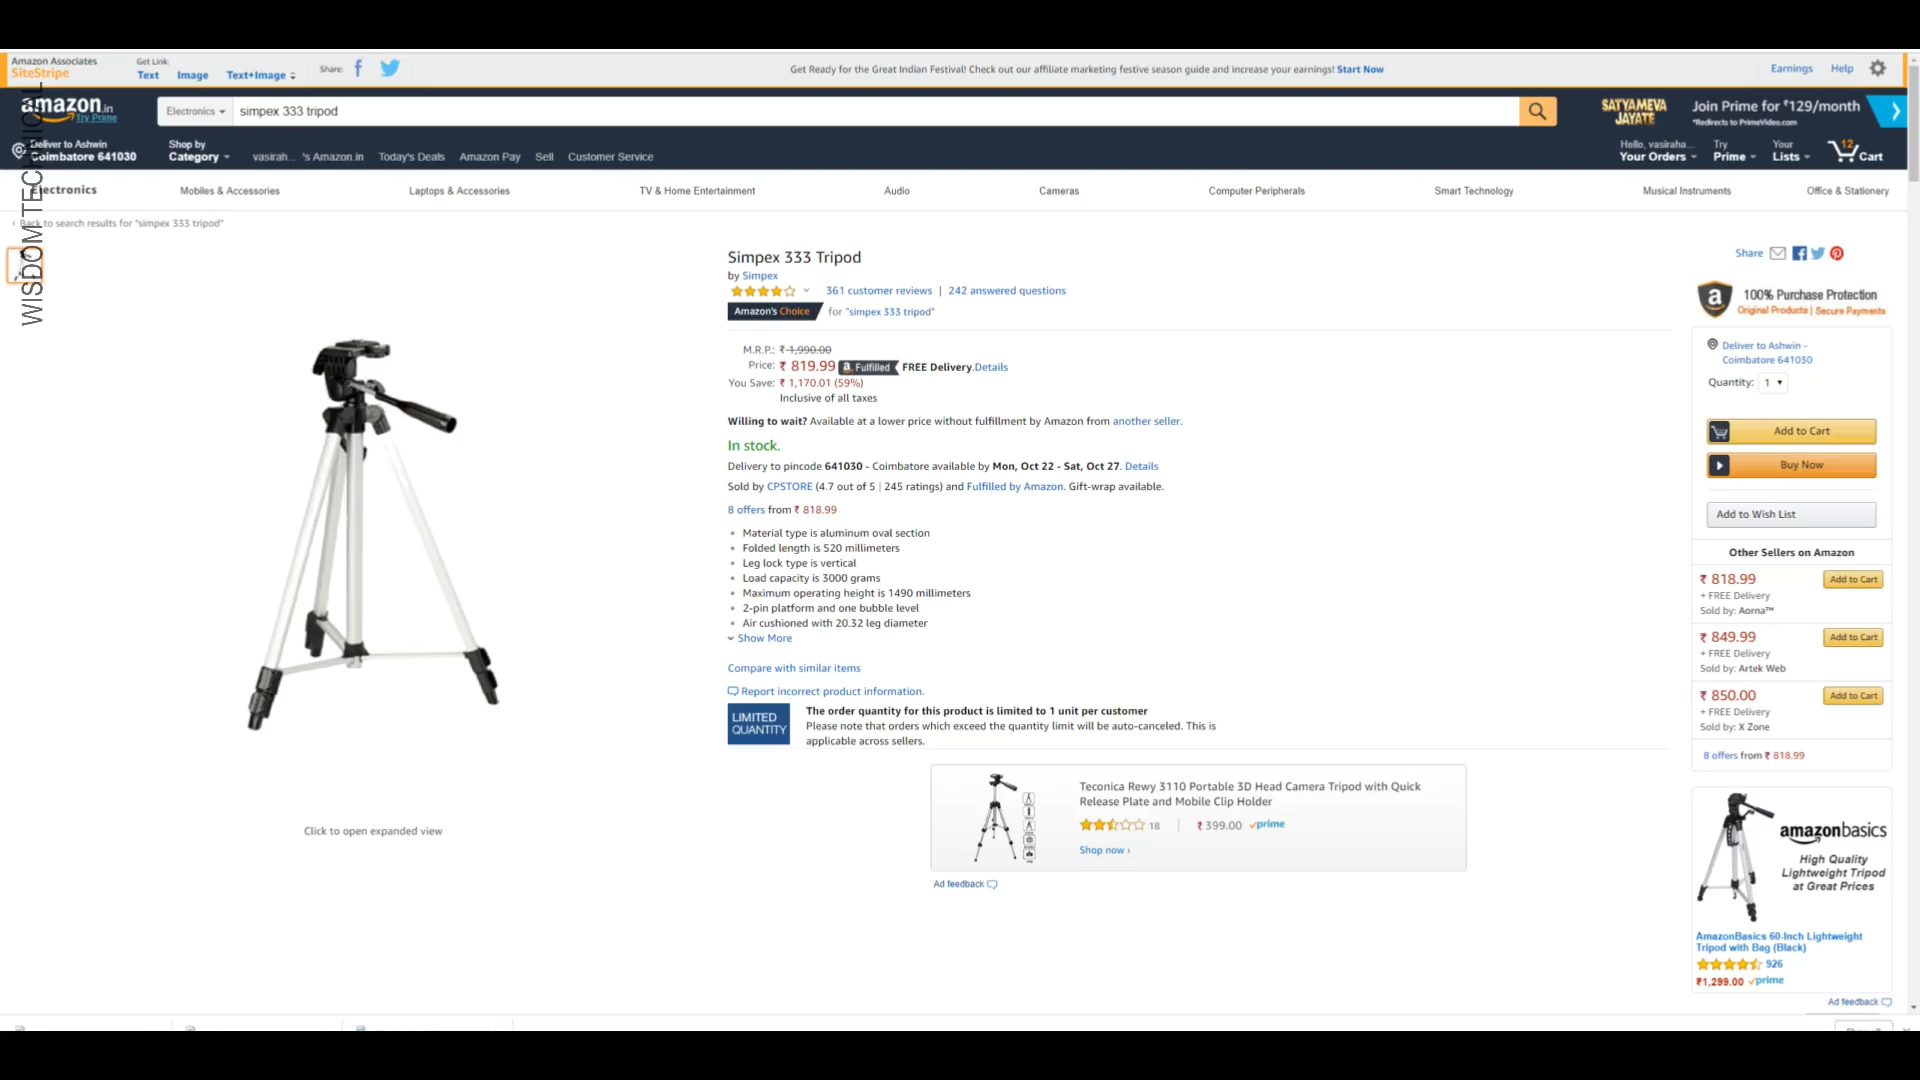 Amazon Associates
SiteStripe
Get Link:
Text Image Text+Image
Share:
Get Ready for the Great Indian Festival! Check out our affiliate marketing festive season guide and increase your earnings! Start Now
Earnings Help
amazon.in
Try Prime
Electronics
simpex 333 tripod
SATYAMEVA
JAYATE
Join Prime for ₹129/month
*Redirects to PrimeVideo.com
Deliver to Ashwin
Coimbatore 641030
Shop by
Category
vasirah... 's Amazon.in Today's Deals Amazon Pay Sell Customer Service
Hello, vasiraha...
Your Orders
Try
Prime
Your
Lists
12
Cart
Electronics Mobiles & Accessories Laptops & Accessories TV & Home Entertainment Audio Cameras Computer Peripherals Smart Technology Musical Instruments Office & Stationery
‹ Back to search results for "simpex 333 tripod"
WISDOM TECHNICAL
Click to open expanded view
Simpex 333 Tripod
by Simpex
361 customer reviews | 242 answered questions
Amazon's Choice for "simpex 333 tripod"
M.R.P.: ₹ 1,990.00
Price: ₹ 819.99 a Fulfilled FREE Delivery.Details
You Save: ₹ 1,170.01 (59%)
Inclusive of all taxes
Willing to wait? Available at a lower price without fulfillment by Amazon from another seller.
In stock.
Delivery to pincode 641030 - Coimbatore available by Mon, Oct 22 - Sat, Oct 27. Details
Sold by CPSTORE (4.7 out of 5 | 245 ratings) and Fulfilled by Amazon. Gift-wrap available.
8 offers from ₹ 818.99
Material type is aluminum oval section
Folded length is 520 millimeters
Leg lock type is vertical
Load capacity is 3000 grams
Maximum operating height is 1490 millimeters
2-pin platform and one bubble level
Air cushioned with 20.32 leg diameter
Show More
Compare with similar items
Report incorrect product information.
LIMITED
QUANTITY
The order quantity for this product is limited to 1 unit per customer
Please note that orders which exceed the quantity limit will be auto-canceled. This is
applicable across sellers.
Teconica Rewy 3110 Portable 3D Head Camera Tripod with Quick
Release Plate and Mobile Clip Holder
18 | ₹ 399.00 prime
Shop now ›
Ad feedback
Share
100% Purchase Protection
Original Products | Secure Payments
Deliver to Ashwin -
Coimbatore 641030
Quantity: 1
Add to Cart
Buy Now
Add to Wish List
Other Sellers on Amazon
₹ 818.99 Add to Cart
+ FREE Delivery
Sold by: Aorna™
₹ 849.99 Add to Cart
+ FREE Delivery
Sold by: Artek Web
₹ 850.00 Add to Cart
+ FREE Delivery
Sold by: X Zone
8 offers from ₹ 818.99
amazonbasics
High Quality
Lightweight Tripod
at Great Prices
AmazonBasics 60-Inch Lightweight
Tripod with Bag (Black)
926
₹1,299.00 prime
Ad feedback